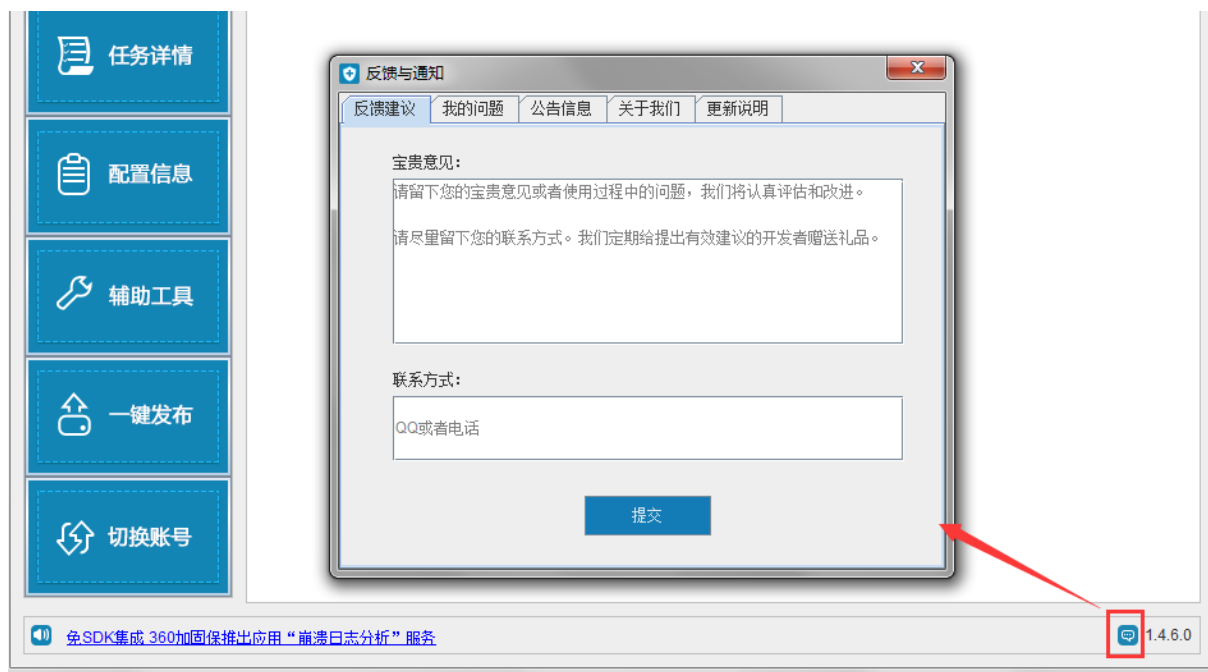 任务详情
配置信息
辅助工具
一键发布
切换账号
反馈与通知
反馈建议 我的问题 公告信息 关于我们 更新说明
宝贵意见：
请留下您的宝贵意见或者使用过程中的问题，我们将认真评估和改进。
请尽里留下您的联系方式。我们定期给提出有效建议的开发者赠送礼品。
联系方式：
QQ或者电话
提交
免SDK集成 360加固保推出应用“崩溃日志分析”服务
1.4.6.0